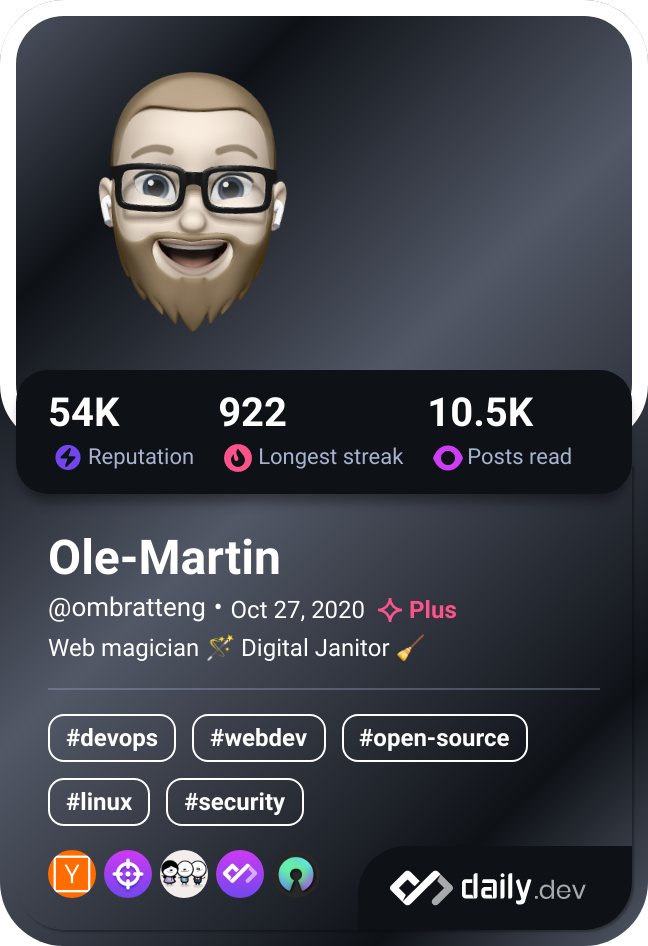 54K 922 10.5K
Reputation Longest streak Posts read
Ole-Martin
@ombratteng • Oct 27, 2020 Plus
Web magician 🪄 Digital Janitor 🧹
#devops #webdev #open-source
#linux #security
Y
daily.dev